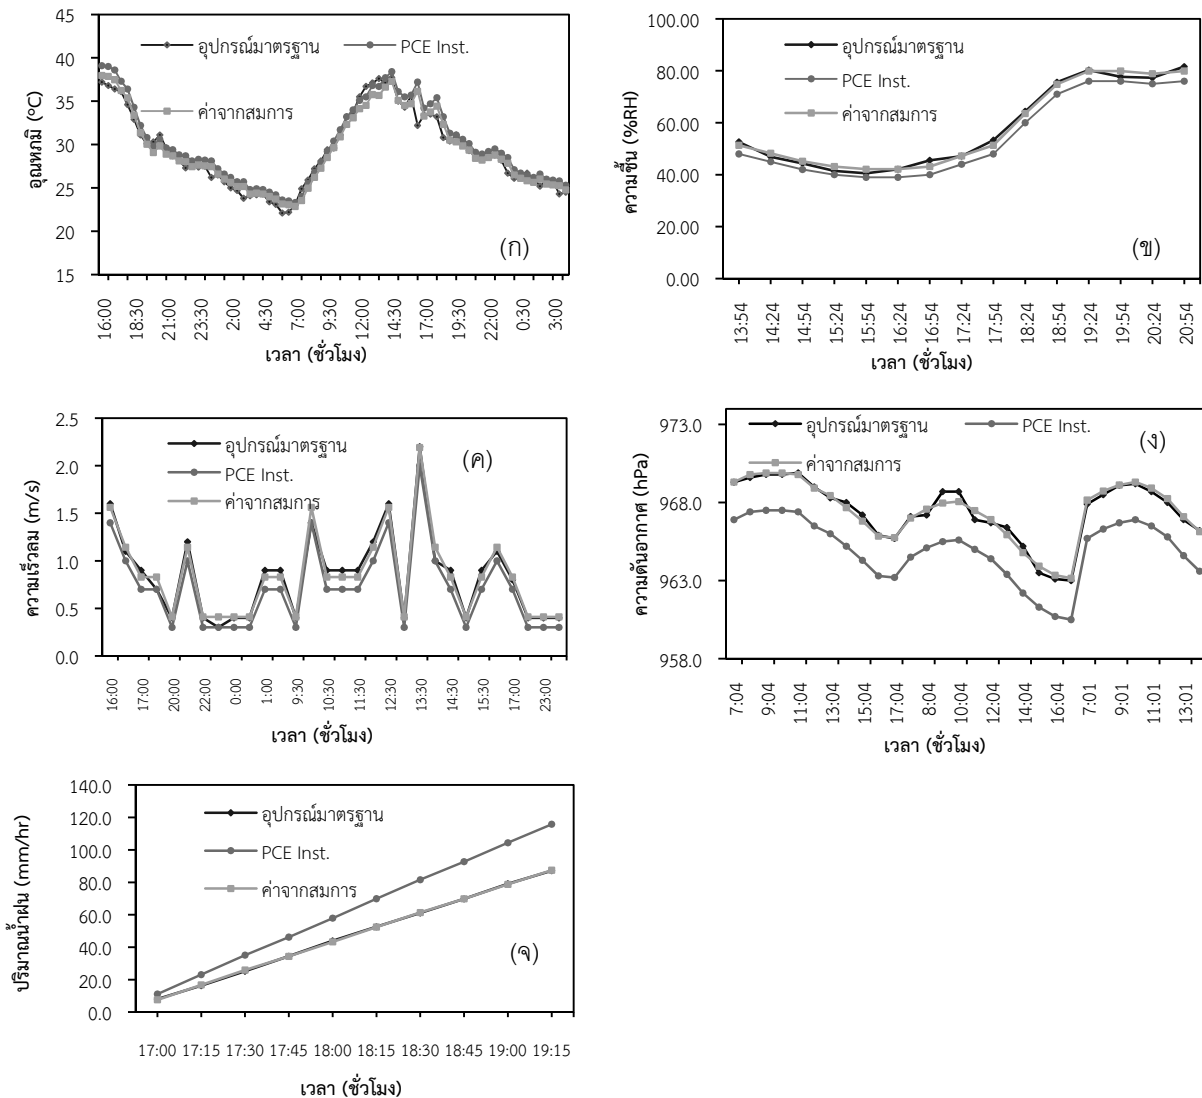 45
40
35
30
25
20
15
อุณหภูมิ (°C)
อุปกรณ์มาตรฐาน PCE Inst.
ค่าจากสมการ
(ก)
16:00 18:30 21:00 23:30 2:00 4:30 7:00 9:30 12:00 14:30 17:00 19:30 22:00 0:30 3:00
เวลา (ชั่วโมง)
100.00
80.00
60.00
40.00
20.00
0.00
ความชื้น (%RH)
อุปกรณ์มาตรฐาน
PCE Inst.
ค่าจากสมการ
(ข)
13:54 14:24 14:54 15:24 15:54 16:24 16:54 17:24 17:54 18:24 18:54 19:24 19:54 20:24 20:54
เวลา (ชั่วโมง)
2.5
2.0
1.5
1.0
0.5
0.0
ความเร็วลม (m/s)
อุปกรณ์มาตรฐาน
PCE Inst.
ค่าจากสมการ
(ค)
16:00 17:00 20:00 22:00 0:00 1:00 9:30 10:30 11:30 12:30 13:30 14:30 15:30 17:00 23:00
เวลา (ชั่วโมง)
973.0
968.0
963.0
958.0
ความดันอากาศ (hPa)
อุปกรณ์มาตรฐาน PCE Inst.
ค่าจากสมการ
(ง)
7:04 9:04 11:04 13:04 15:04 17:04 8:04 10:04 12:04 14:04 16:04 7:01 9:01 11:01 13:01
เวลา (ชั่วโมง)
140.0
120.0
100.0
80.0
60.0
40.0
20.0
0.0
ปริมาณน้ำฝน (mm/hr)
อุปกรณ์มาตรฐาน
PCE Inst.
ค่าจากสมการ
(จ)
17:00 17:15 17:30 17:45 18:00 18:15 18:30 18:45 19:00 19:15
เวลา (ชั่วโมง)